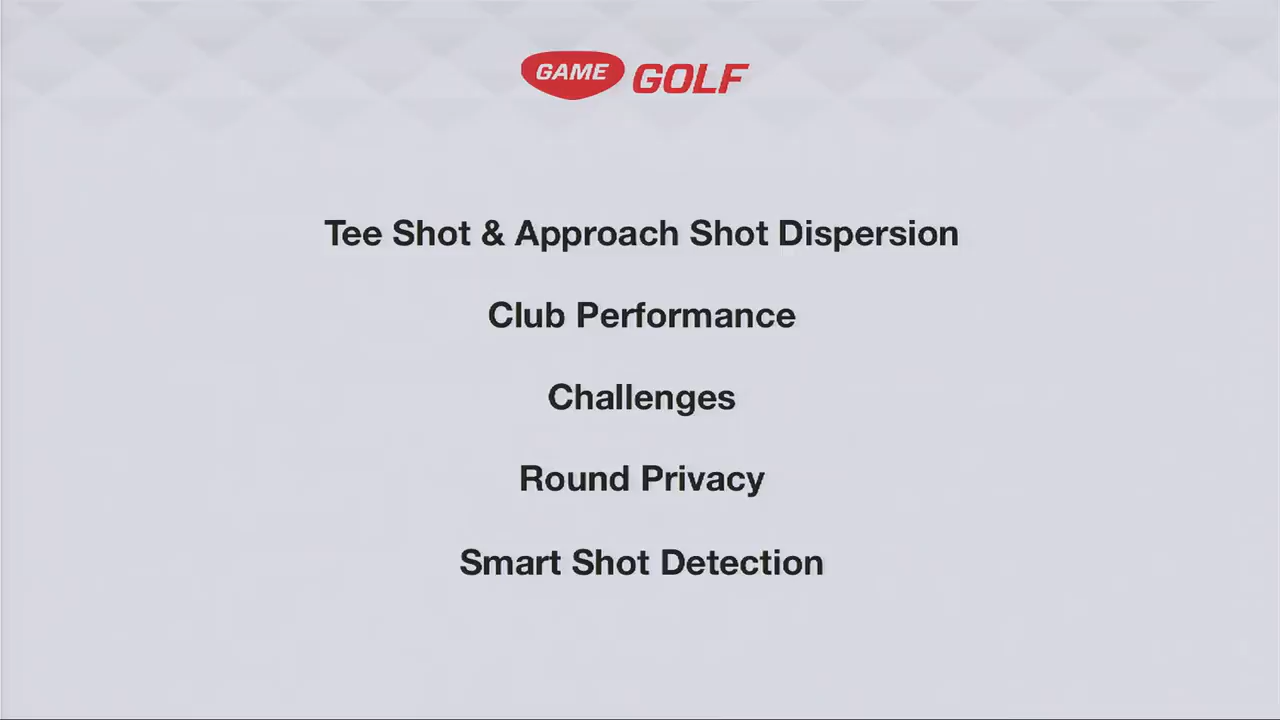 GAME GOLF
Tee Shot & Approach Shot Dispersion
Club Performance
Challenges
Round Privacy
Smart Shot Detection